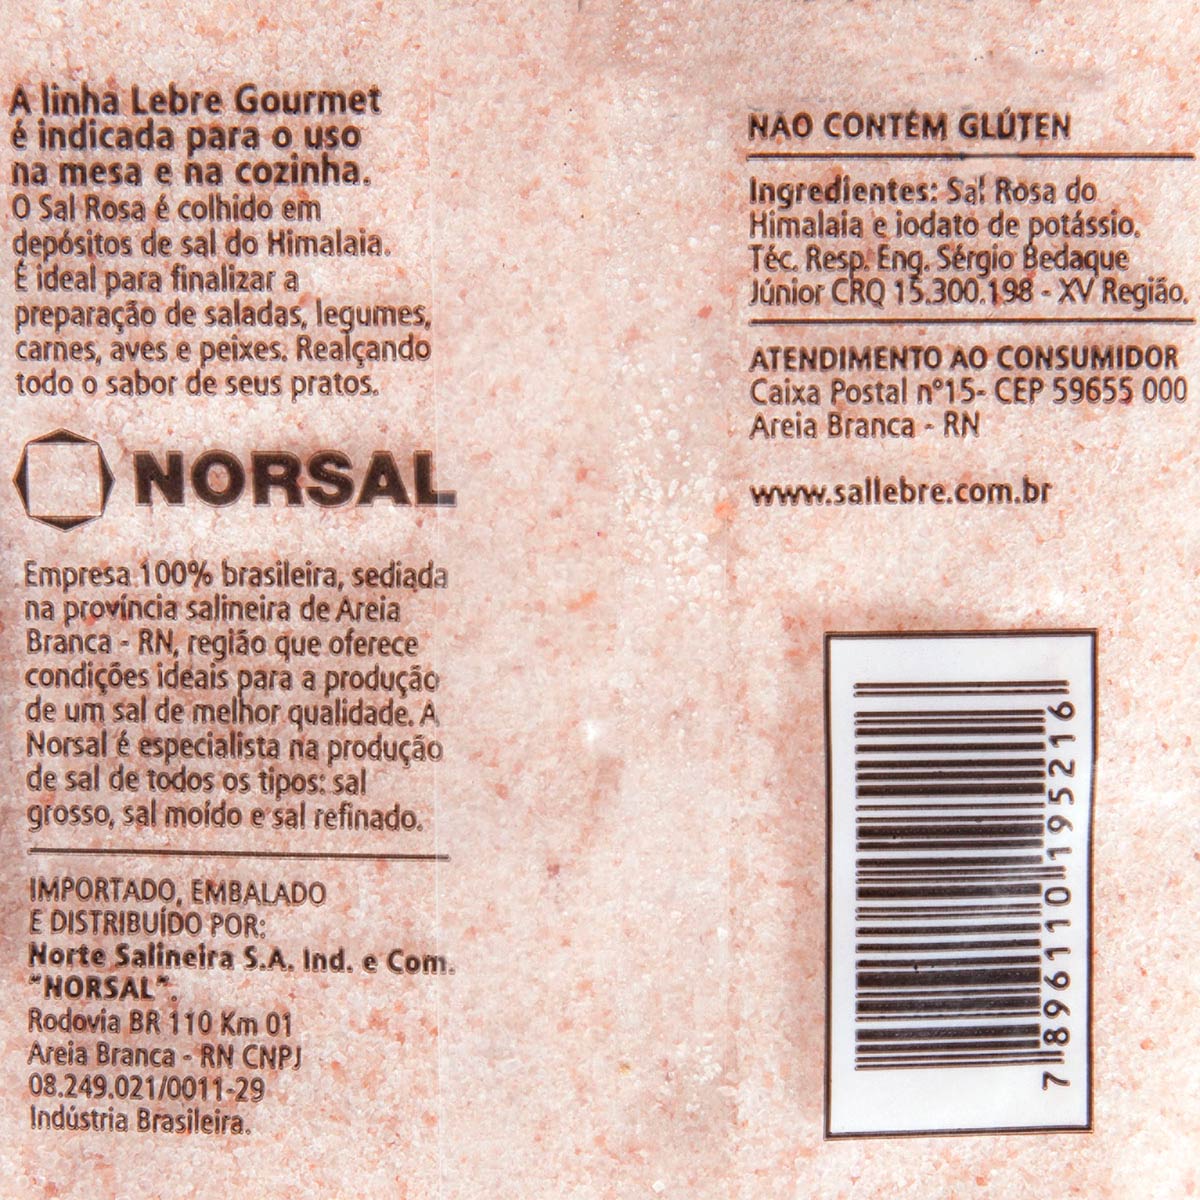 A linha Lebre Gourmet
é indicada para o uso
na mesa e na cozinha.
O Sal Rosa é colhido em
depósitos de sal do Himalaia.
É ideal para finalizar a
preparação de saladas, legumes,
carnes, aves e peixes. Realçando
todo o sabor de seus pratos.
NORSAL
Empresa 100% brasileira, sediada
na província salineira de Areia
Branca - RN, região que oferece
condições ideais para a produção
de um sal de melhor qualidade. A
Norsal é especialista na produção
de sal de todos os tipos: sal
grosso, sal moído e sal refinado.
IMPORTADO, EMBALADO
E DISTRIBUÍDO POR:
Norte Salineira S.A. Ind. e Com.
"NORSAL".
Rodovia BR 110 Km 01
Areia Branca - RN CNPJ
08.249.021/0011-29
Indústria Brasileira.
NÃO CONTÉM GLÚTEN
Ingredientes: Sal Rosa do
Himalaia e iodato de potássio.
Téc. Resp. Eng. Sérgio Bedaque
Júnior CRQ 15.300.198 - XV Região.
ATENDIMENTO AO CONSUMIDOR
Caixa Postal nº15- CEP 59655 000
Areia Branca - RN
www.sallebre.com.br
7 896110 195216